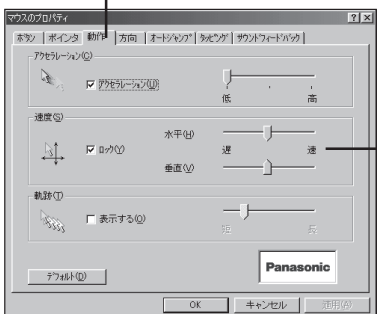 マウスのプロパティ
ボタン ポインタ 動作 方向 オートジャンプ タッピング サウンドフィードバック
アクセラレーション(C)
アクセラレーション(U)
低 高
速度(S)
水平(H)
ロック(Y)
遅 速
垂直(V)
軌跡(T)
表示する(O)
短 長
デフォルト(D)
Panasonic
OK キャンセル 適用(A)